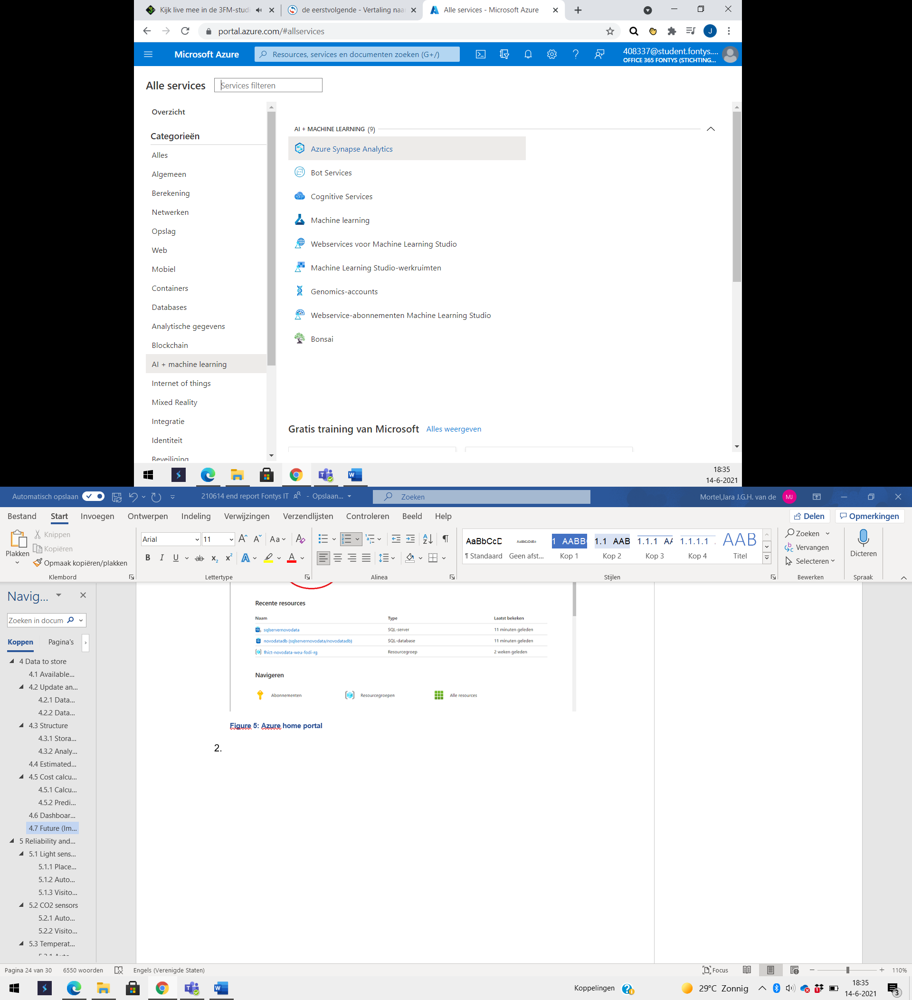 Kijk live mee in de 3FM-studi
de eerstvolgende - Vertaling naa
Alle services - Microsoft Azure
portal.azure.com/#allservices
J
Microsoft Azure
Resources, services en documenten zoeken (G+/)
408337@student.fontys....
OFFICE 365 FONTYS (STICHTING...
Alle services
Services filteren
Overzicht
Categorieën
Alles
Algemeen
Berekening
Netwerken
Opslag
Web
Mobiel
Containers
Databases
Analytische gegevens
Blockchain
AI + machine learning
Internet of things
Mixed Reality
Integratie
Identiteit
Beveiliging
AI + MACHINE LEARNING (9)
Azure Synapse Analytics
Bot Services
Cognitive Services
Machine learning
Webservices voor Machine Learning Studio
Machine Learning Studio-werkruimten
Genomics-accounts
Webservice-abonnementen Machine Learning Studio
Bonsai
Gratis training van Microsoft Alles weergeven
18:35
14-6-2021
Automatisch opslaan
210614 end report Fontys IT - Opslaan...
Zoeken
Mortel,Jara J.G.H. van de MJ
Bestand Start Invoegen Ontwerpen Indeling Verwijzingen Verzendlijsten Controleren Beeld Help
Delen Opmerkingen
Plakken
Knippen
Kopiëren
Opmaak kopiëren/plakken
Klembord
Arial 11
Lettertype
Alinea
AaBbCcD AaBbCcDdEe 1 AABB 1.1 AAB 1.1.1 AA 1.1.1.1 . AAB
¶ Standaard Geen afst... Kop 1 Kop 2 Kop 3 Kop 4 Titel
Stijlen
Zoeken
Vervangen
Selecteren
Bewerken
Dicteren
Spraak
Navig...
Zoeken in docum
Koppen Pagina's
4 Data to store
4.1 Available...
4.2 Update an...
4.2.1 Data...
4.2.2 Data...
4.3 Structure
4.3.1 Stora...
4.3.2 Analy...
4.4 Estimated...
4.5 Cost calcu...
4.5.1 Calcu...
4.5.2 Predi...
4.6 Dashboar...
4.7 Future (Im...
5 Reliability and...
5.1 Light sens...
5.1.1 Place...
5.1.2 Auto...
5.1.3 Visito...
5.2 CO2 sensors
5.2.1 Auto...
5.2.2 Visito...
5.3 Temperat...
Recente resources
Naam Type Laatst bekeken
sqlservernovodata SQL-server 11 minuten geleden
novodatadb (sqlservernovodata/novodatadb) SQL-database 11 minuten geleden
fhict-novodata-weu-fodi-rg Resourcegroep 2 weken geleden
Navigeren
Abonnementen Resourcegroepen Alle resources
Figure 5: Azure home portal
2.
Pagina 24 van 30 6550 woorden Engels (Verenigde Staten)
Focus
110%
Koppelingen
29°C Zonnig
18:35
14-6-2021
3